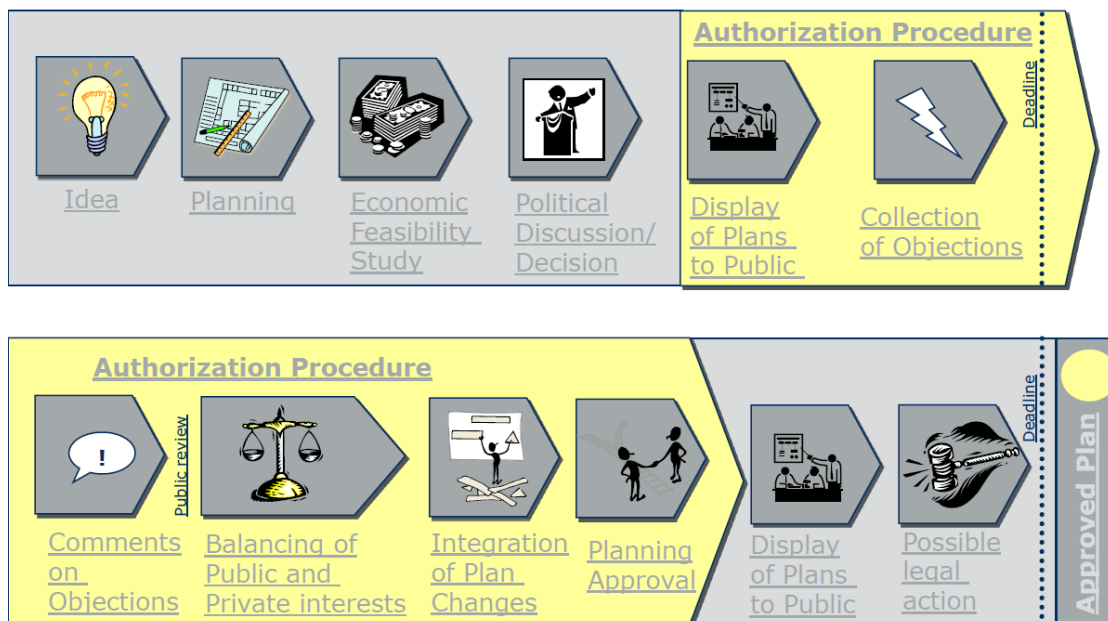 Authorization Procedure
Idea
Planning
Economic
Feasibility
Study
Political
Discussion/
Decision
Display
of Plans
to Public
Collection
of Objections
Deadline
Authorization Procedure
!
Comments
on
Objections
Public review
Balancing of
Public and
Private interests
Integration
of Plan
Changes
Planning
Approval
Display
of Plans
to Public
Possible
legal
action
Deadline
Approved Plan